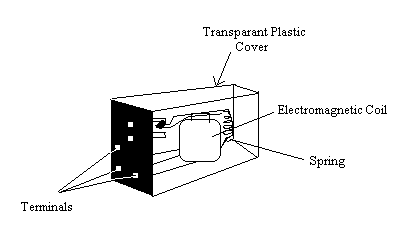 Transparant Plastic
Cover
Electromagnetic Coil
Spring
Terminals